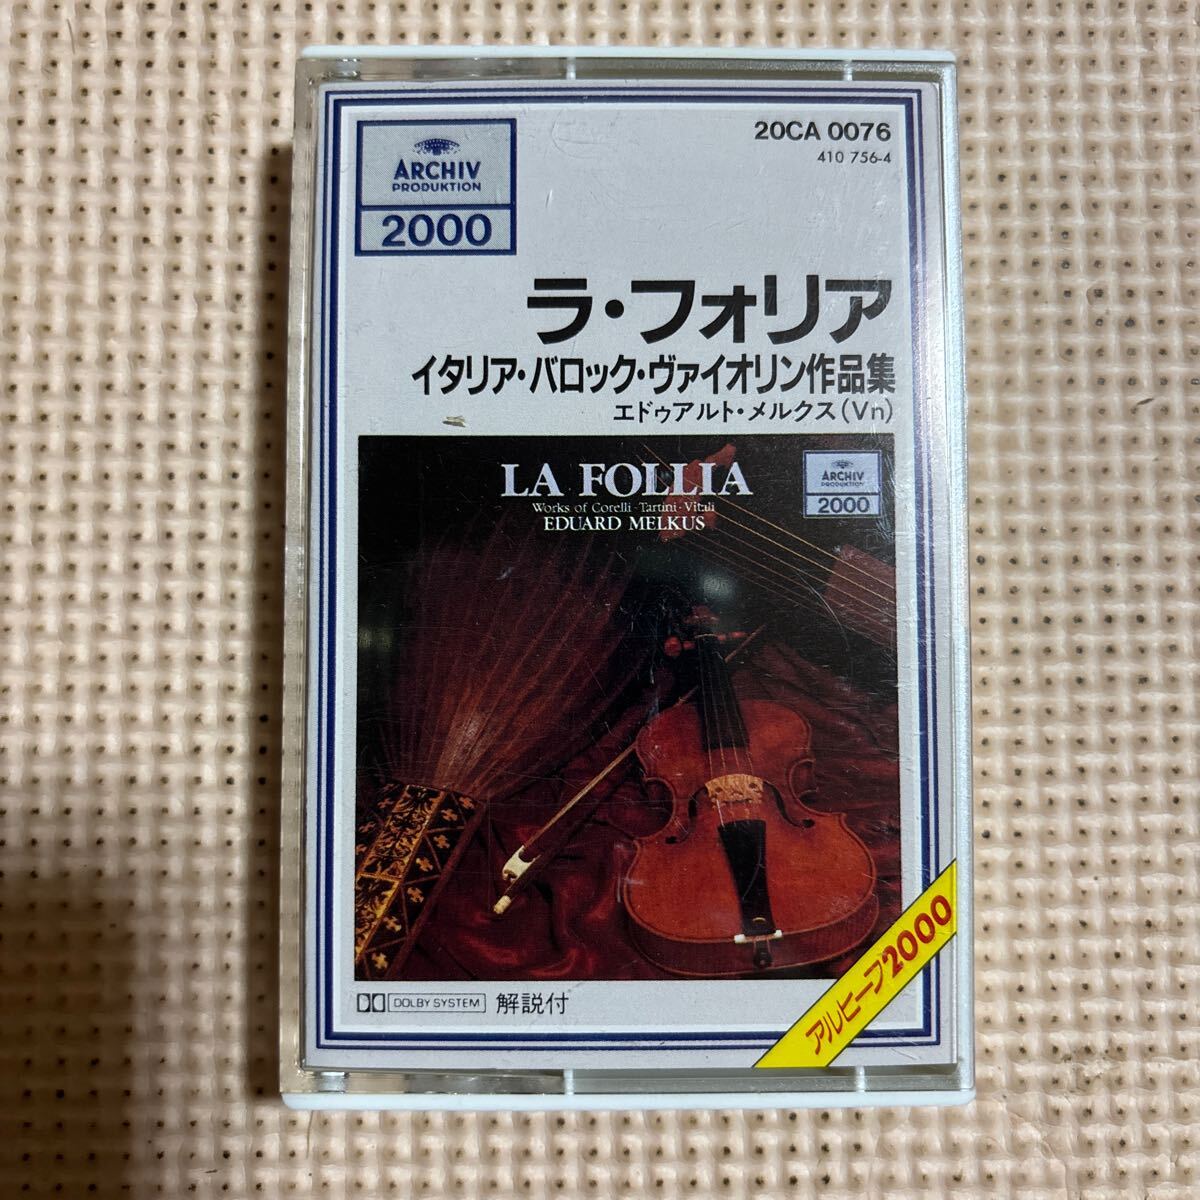 ARCHIV
PRODUKTION
2000
20CA 0076
410 756-4
ラ・フォリア
イタリア・バロック・ヴァイオリン作品集
エドゥアルト・メルクス(Vn)
LA FOLLIA
Works of Corelli·Tartini·Vitali
EDUARD MELKUS
ARCHIV
PRODUKTION
2000
DOLBY SYSTEM 解説付
アルヒーフ2000